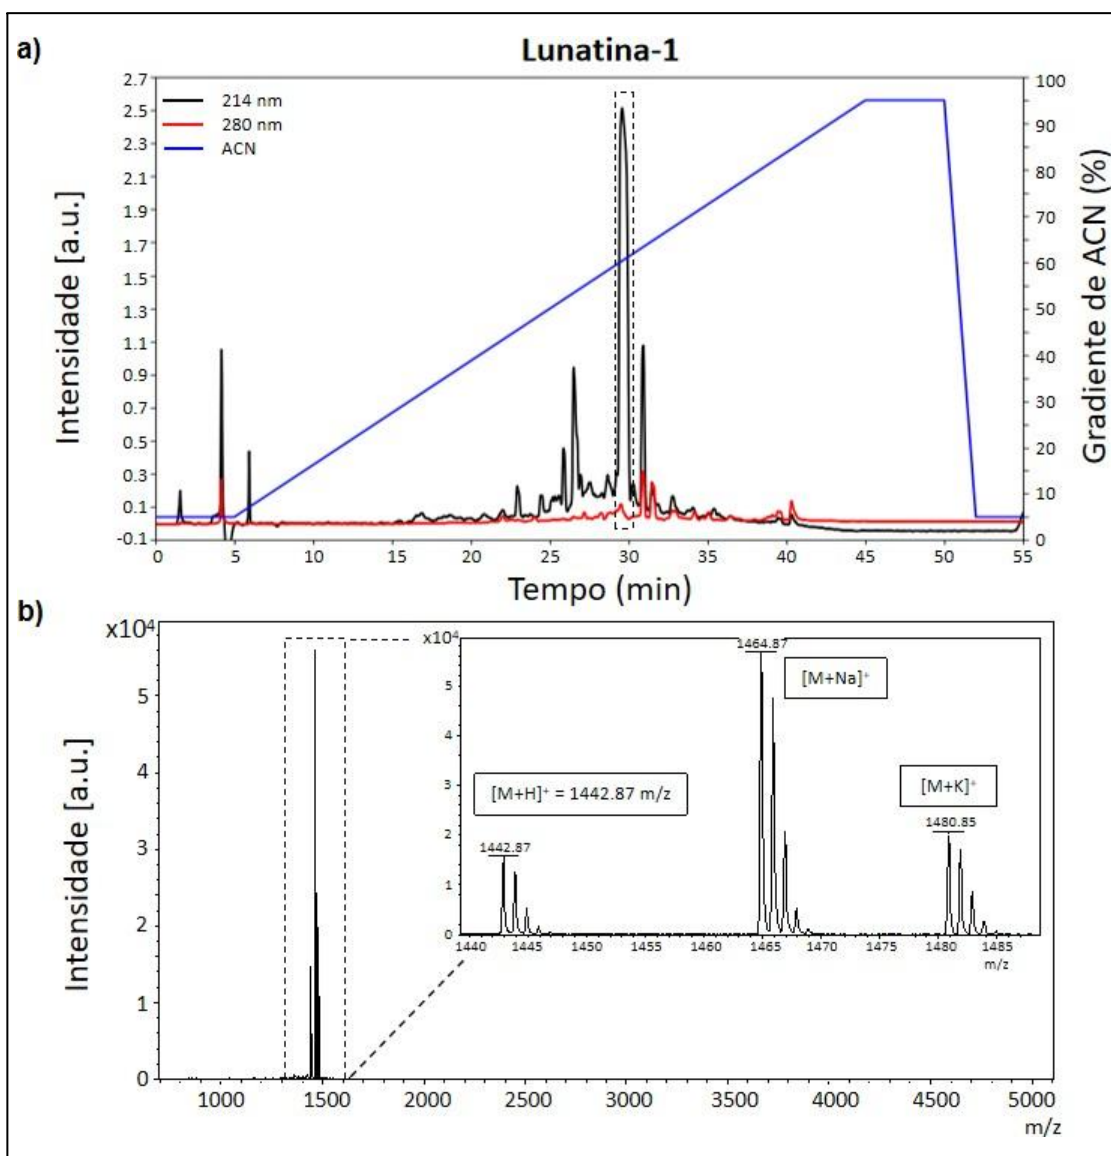 a)
Lunatina-1
2.7
2.5
2.3
2.1
1.9
1.7
1.5
1.3
1.1
0.9
0.7
0.5
0.3
0.1
-0.1
Intensidade [a.u.]
214 nm
280 nm
ACN
100
90
80
70
60
50
40
30
20
10
0
Gradiente de ACN (%)
0 5 10 15 20 25 30 35 40 45 50 55
Tempo (min)
b)
x10⁴
5
4
3
2
1
0
Intensidade [a.u.]
x10⁴
5
4
3
2
1
0
1464.87
[M+Na]⁺
[M+H]⁺ = 1442.87 m/z
[M+K]⁺
1480.85
1442.87
1440 1445 1450 1455 1460 1465 1470 1475 1480 1485
m/z
1000 1500 2000 2500 3000 3500 4000 4500 5000
m/z